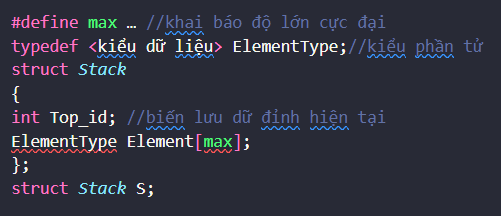 #define max … //khai báo độ lớn cực đại
typedef <kiểu dữ liệu> ElementType;//kiểu phần tử
struct Stack
{
int Top_id; //biến lưu dữ đỉnh hiện tại
ElementType Element[max];
};
struct Stack S;